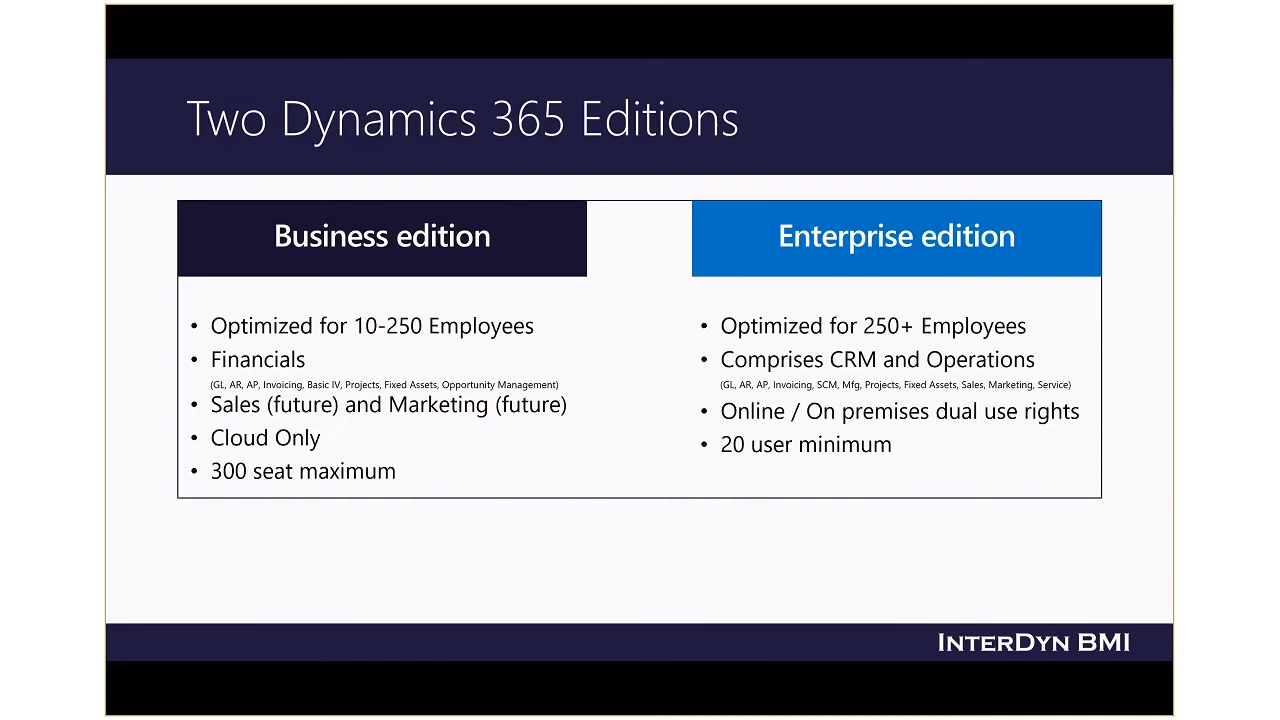 Two Dynamics 365 Editions
Business edition
• Optimized for 10-250 Employees
• Financials
(GL, AR, AP, Invoicing, Basic IV, Projects, Fixed Assets, Opportunity Management)
• Sales (future) and Marketing (future)
• Cloud Only
• 300 seat maximum
Enterprise edition
• Optimized for 250+ Employees
• Comprises CRM and Operations
(GL, AR, AP, Invoicing, SCM, Mfg, Projects, Fixed Assets, Sales, Marketing, Service)
• Online / On premises dual use rights
• 20 user minimum
INTERDYN BMI